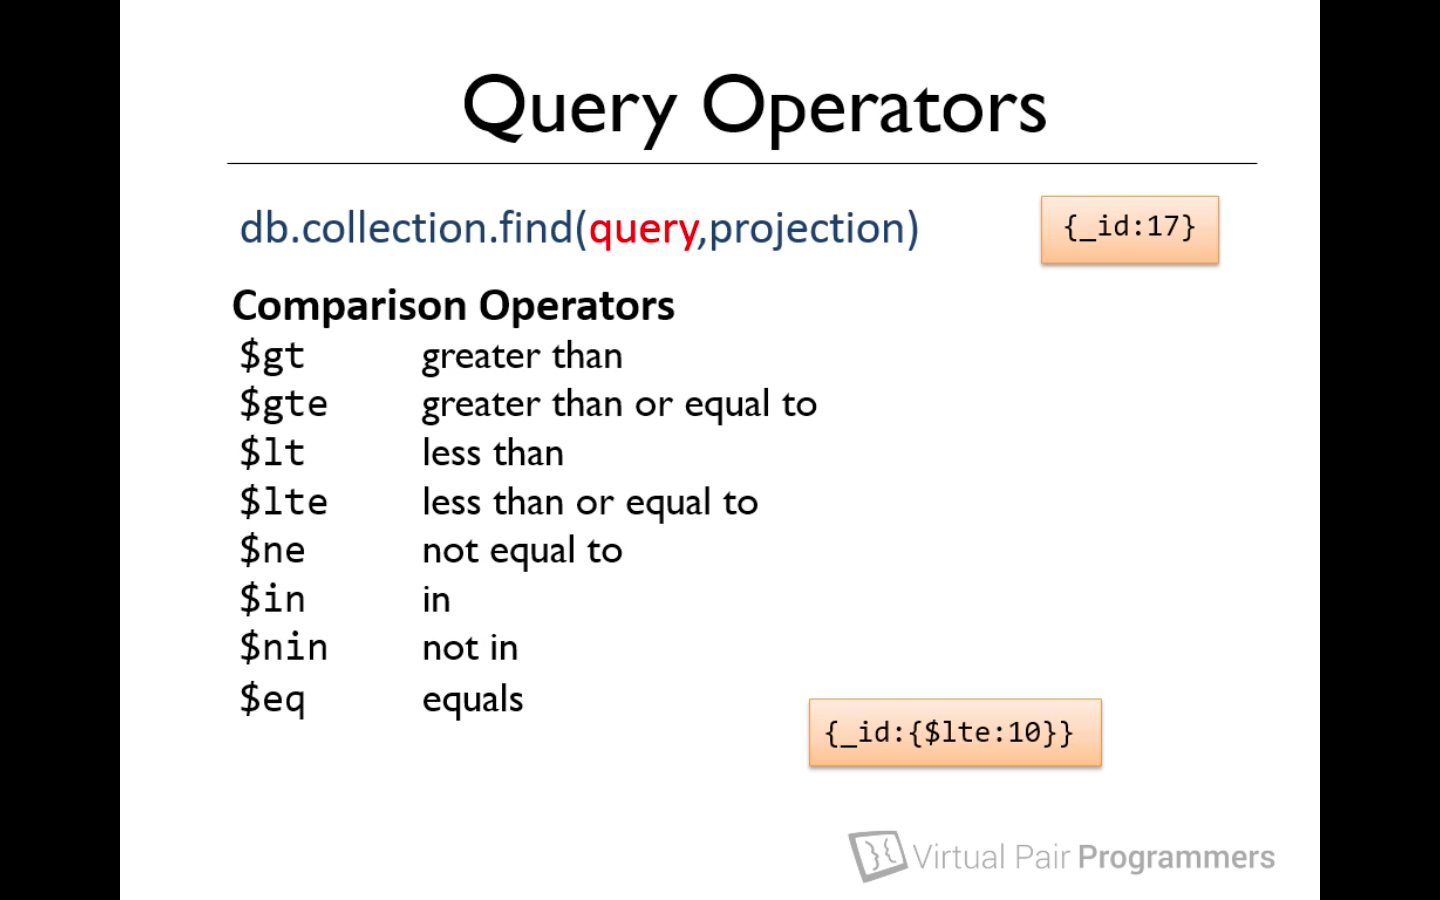 Query Operators
db.collection.find(query,projection)
{_id:17}
Comparison Operators
$gt greater than
$gte greater than or equal to
$lt less than
$lte less than or equal to
$ne not equal to
$in in
$nin not in
$eq equals
{_id:{$lte:10}}
Virtual Pair Programmers